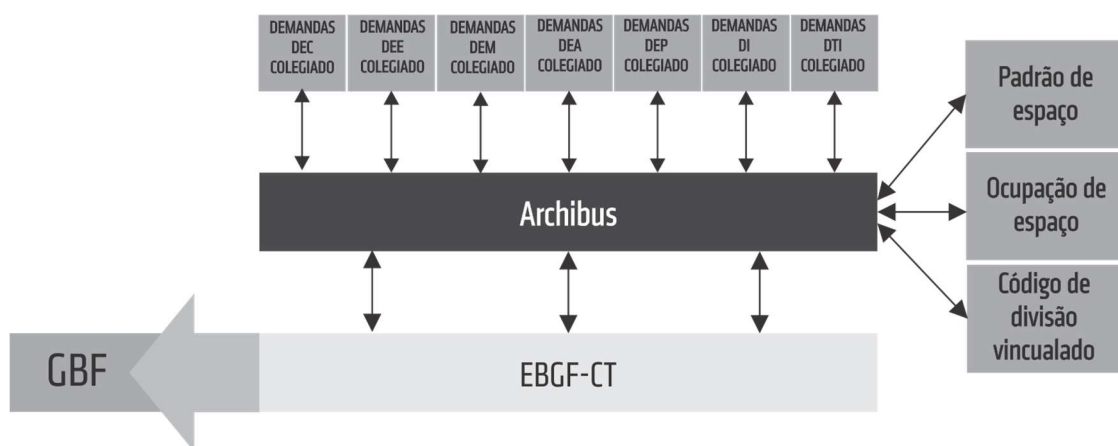 DEMANDAS
DEC
COLEGIADO
DEMANDAS
DEE
COLEGIADO
DEMANDAS
DEM
COLEGIADO
DEMANDAS
DEA
COLEGIADO
DEMANDAS
DEP
COLEGIADO
DEMANDAS
DI
COLEGIADO
DEMANDAS
DTI
COLEGIADO
Padrão de
espaço
Archibus
Ocupação de
espaço
Código de
divisão
vincualado
GBF
EBGF-CT